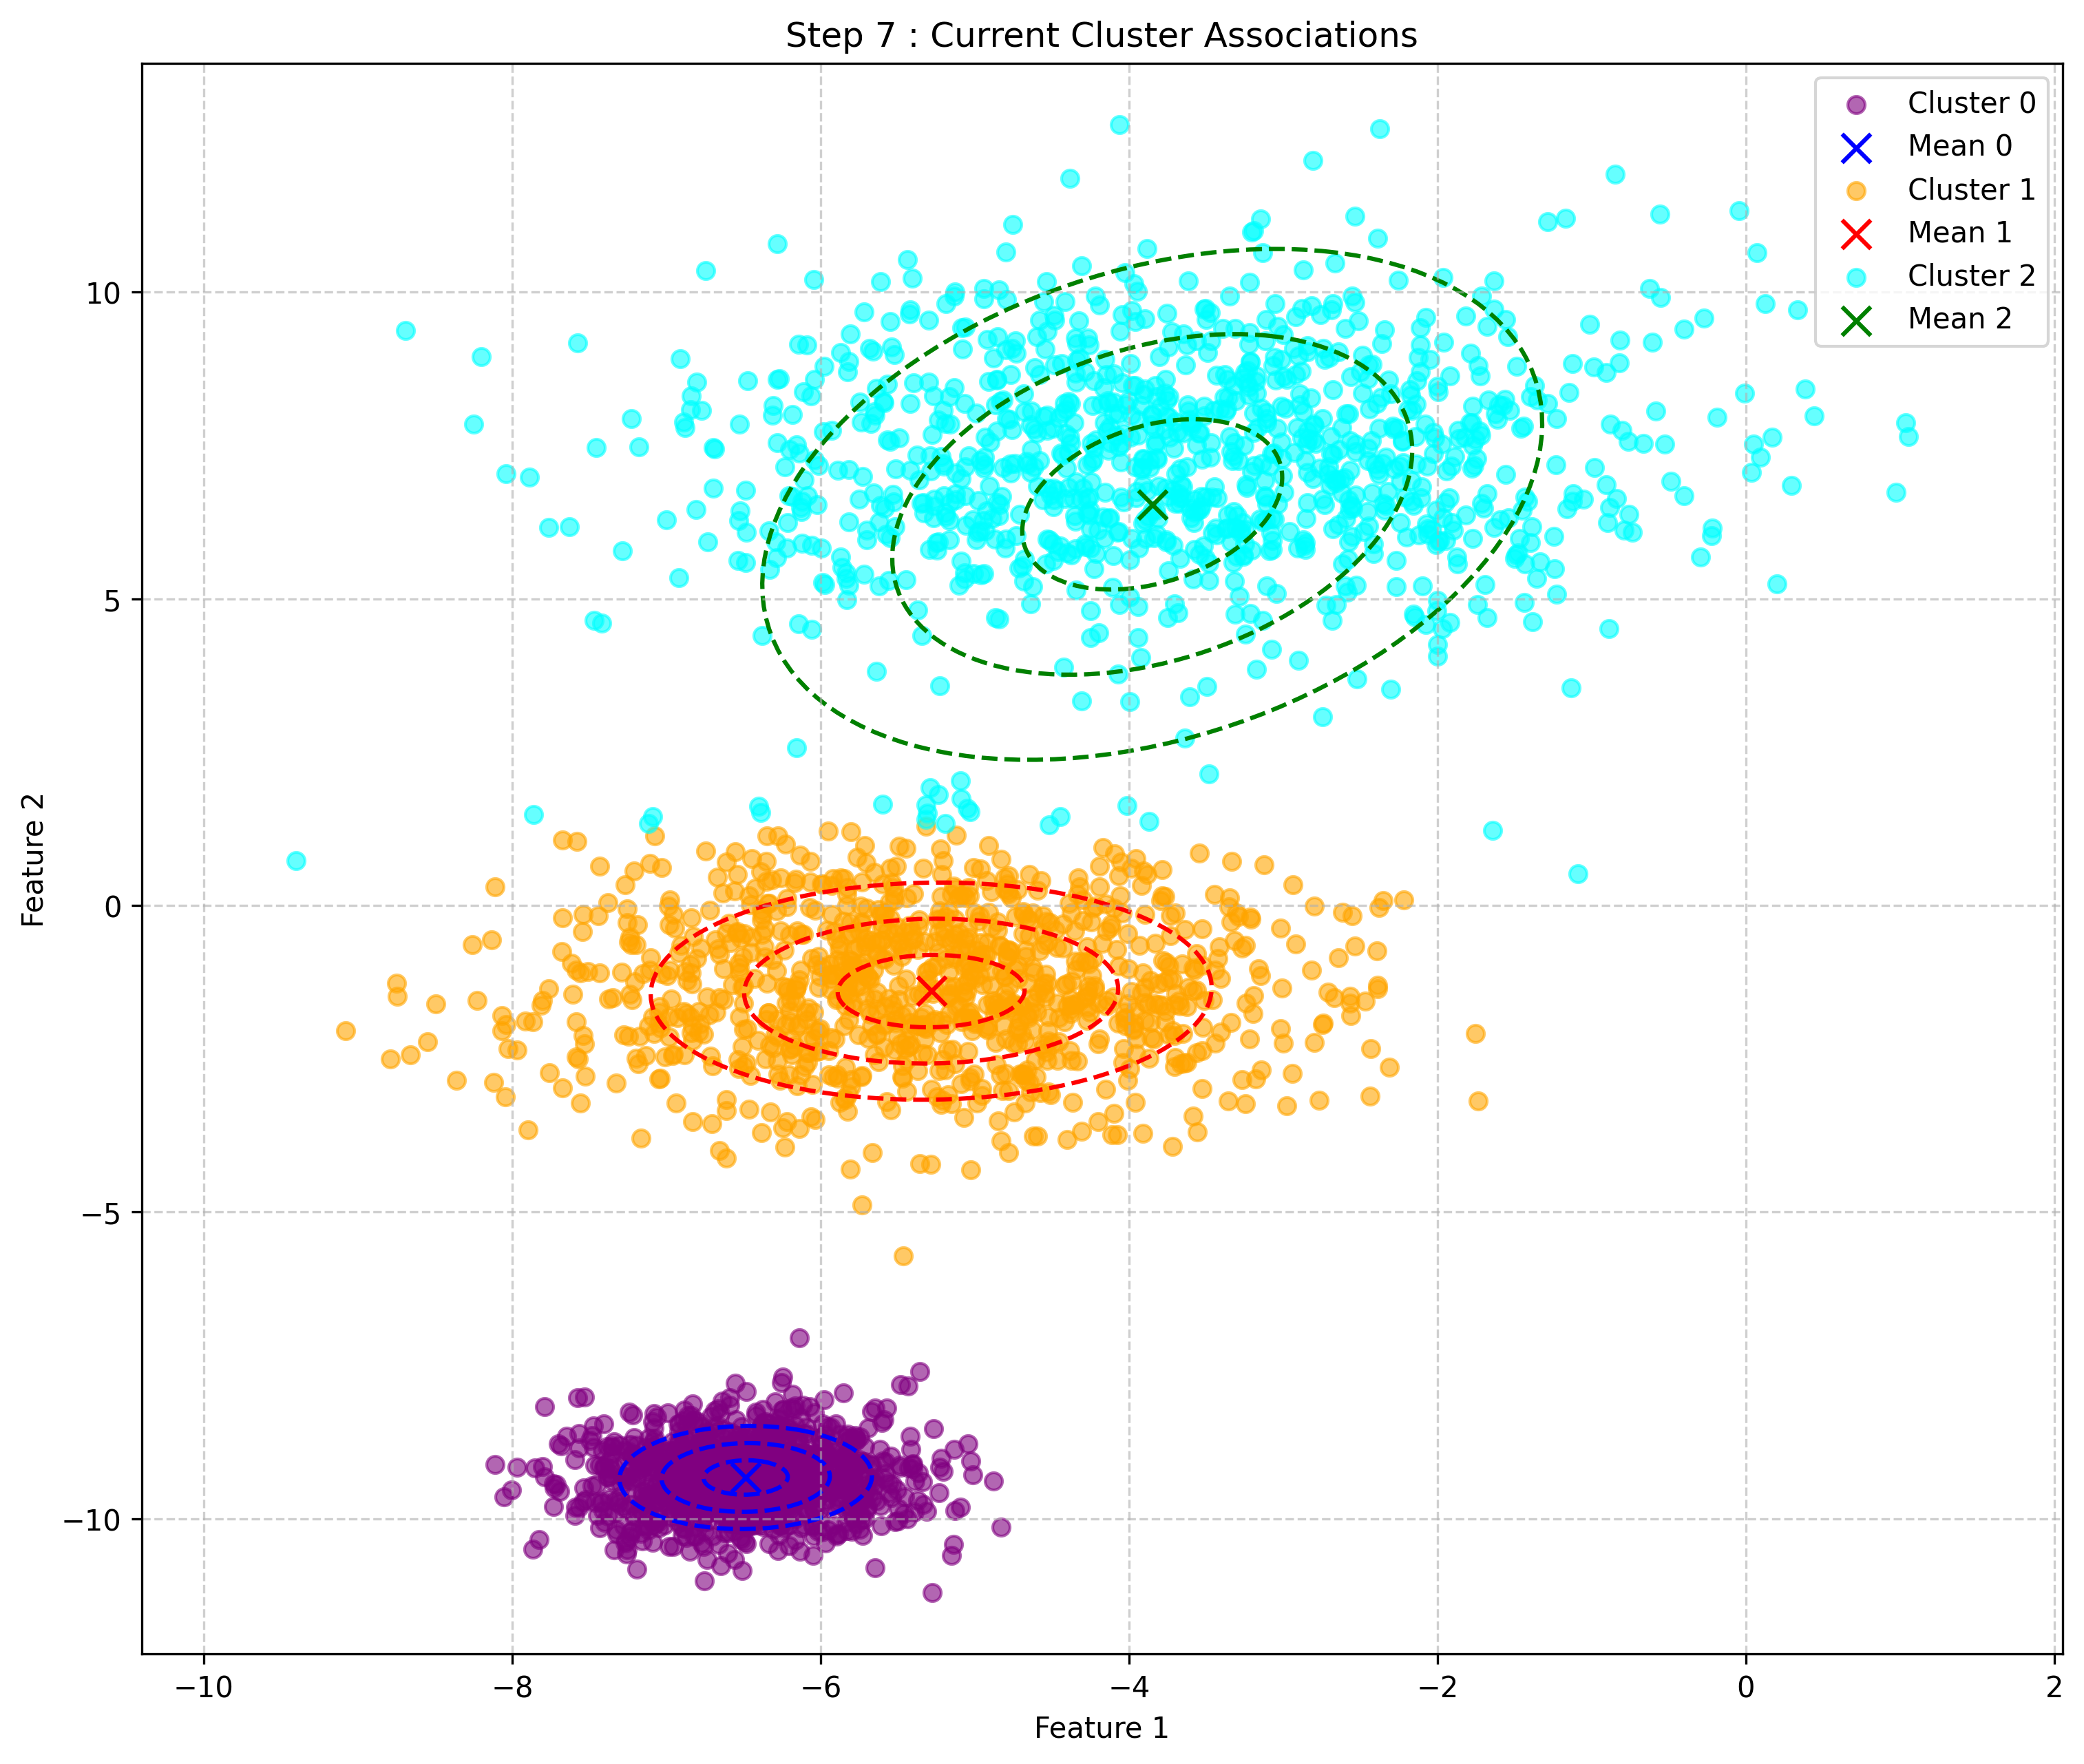 Step 7 : Current Cluster Associations
Cluster 0
Mean 0
Cluster 1
Mean 1
Cluster 2
Mean 2
10
5
0
−5
−10
Feature 2
−10
−8
−6
−4
−2
0
2
Feature 1